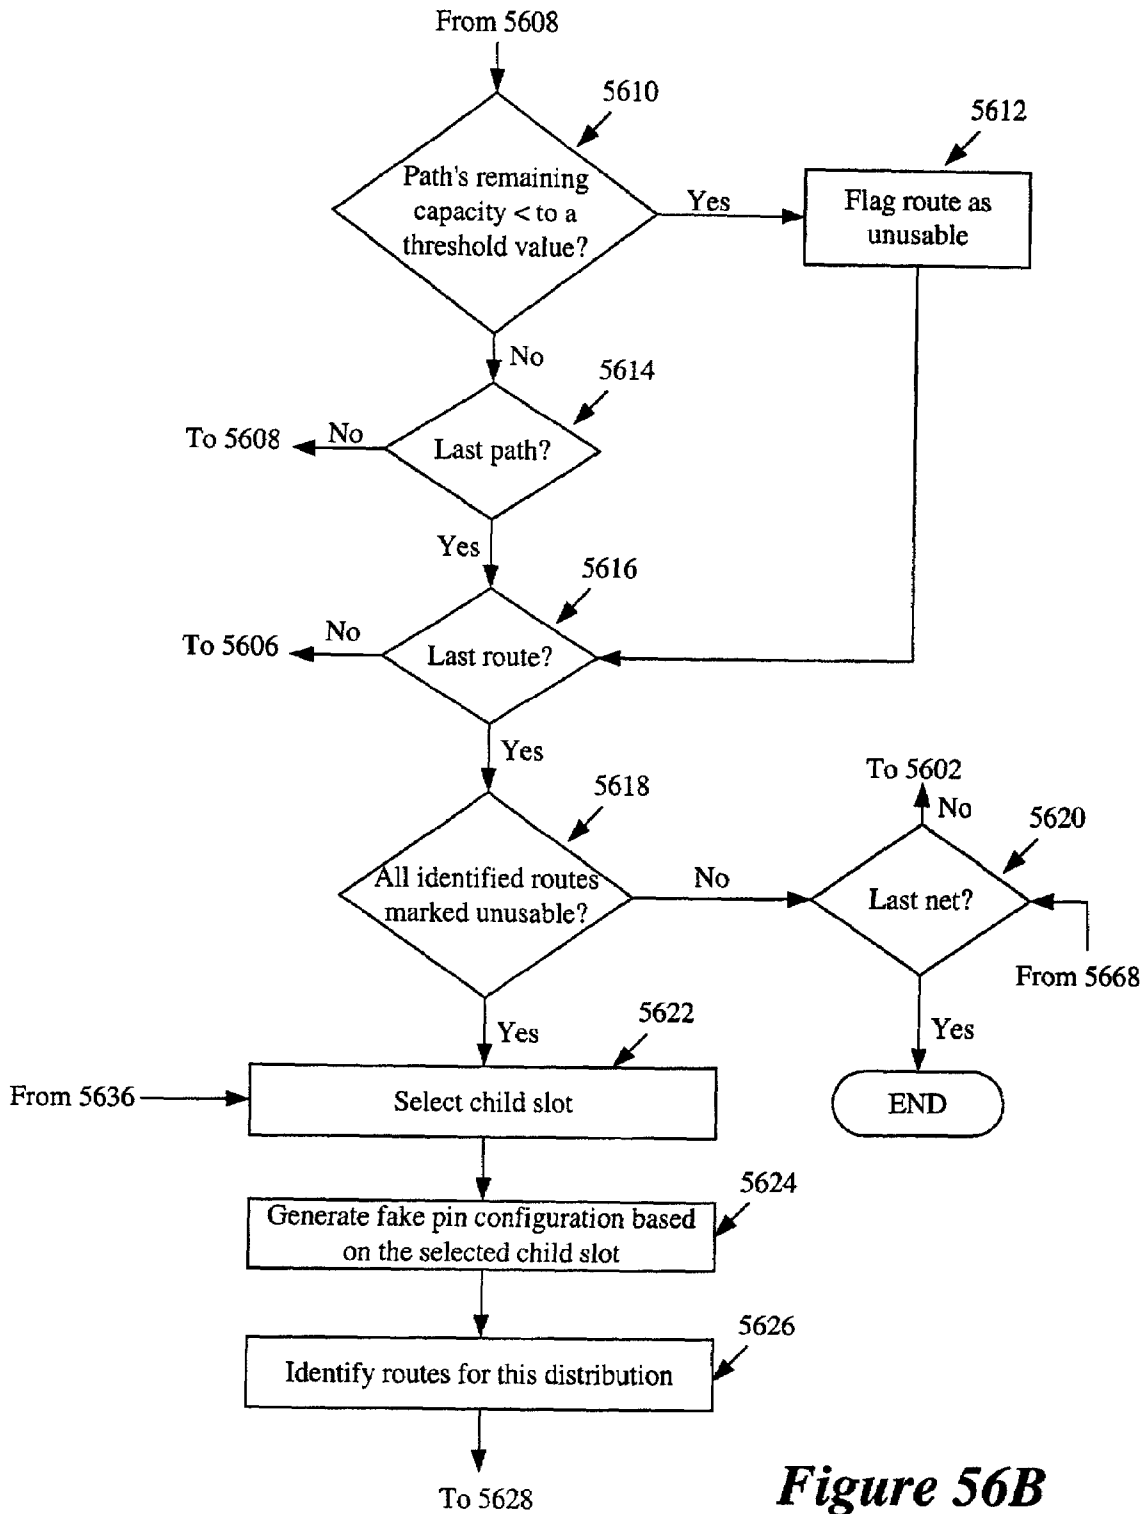 From 5608
5610
5612
Path's remaining
capacity < to a
threshold value?
Yes
Flag route as
unusable
No
5614
To 5608
No
Last path?
Yes
5616
To 5606
No
Last route?
Yes
5618
To 5602
No
5620
All identified routes
marked unusable?
No
Last net?
From 5668
Yes
Yes
5622
From 5636
Select child slot
END
5624
Generate fake pin configuration based
on the selected child slot
5626
Identify routes for this distribution
To 5628
Figure 56B